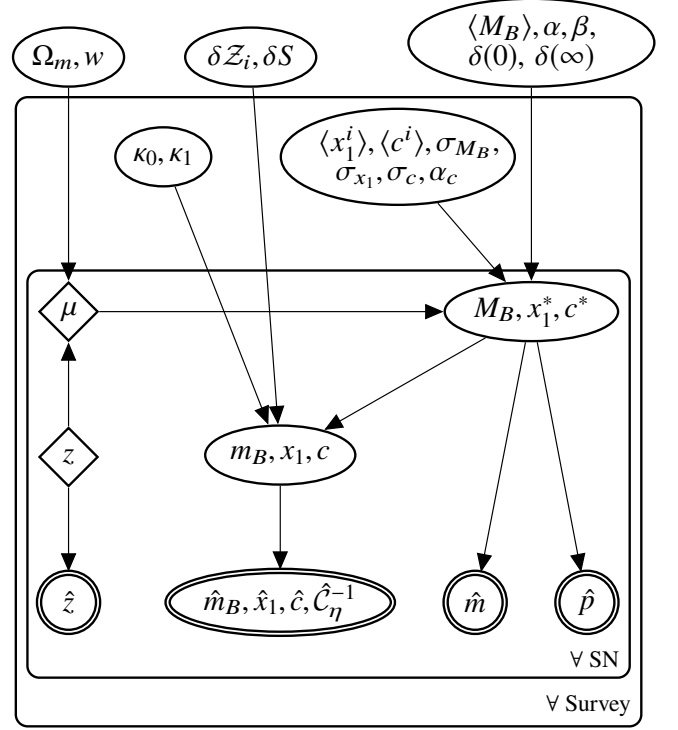 Ω_m, w
δ𝒵_i, δS
⟨M_B⟩, α, β,
δ(0), δ(∞)
κ_0, κ_1
⟨x_1^i⟩, ⟨c^i⟩, σ_{M_B},
σ_{x_1}, σ_c, α_c
μ
M_B, x_1^*, c^*
z
m_B, x_1, c
ẑ
m̂_B, x̂_1, ĉ, 𝒞̂_η^{-1}
m̂
p̂
∀ SN
∀ Survey